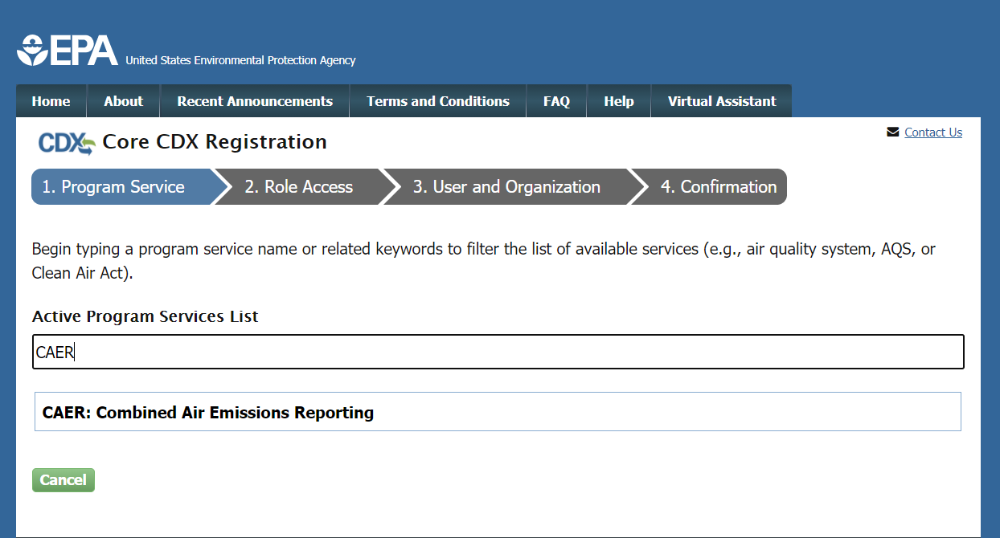 EPA United States Environmental Protection Agency
Home About Recent Announcements Terms and Conditions FAQ Help Virtual Assistant
Contact Us
CDX Core CDX Registration
1. Program Service 2. Role Access 3. User and Organization 4. Confirmation
Begin typing a program service name or related keywords to filter the list of available services (e.g., air quality system, AQS, or
Clean Air Act).
Active Program Services List
CAER
CAER: Combined Air Emissions Reporting
Cancel